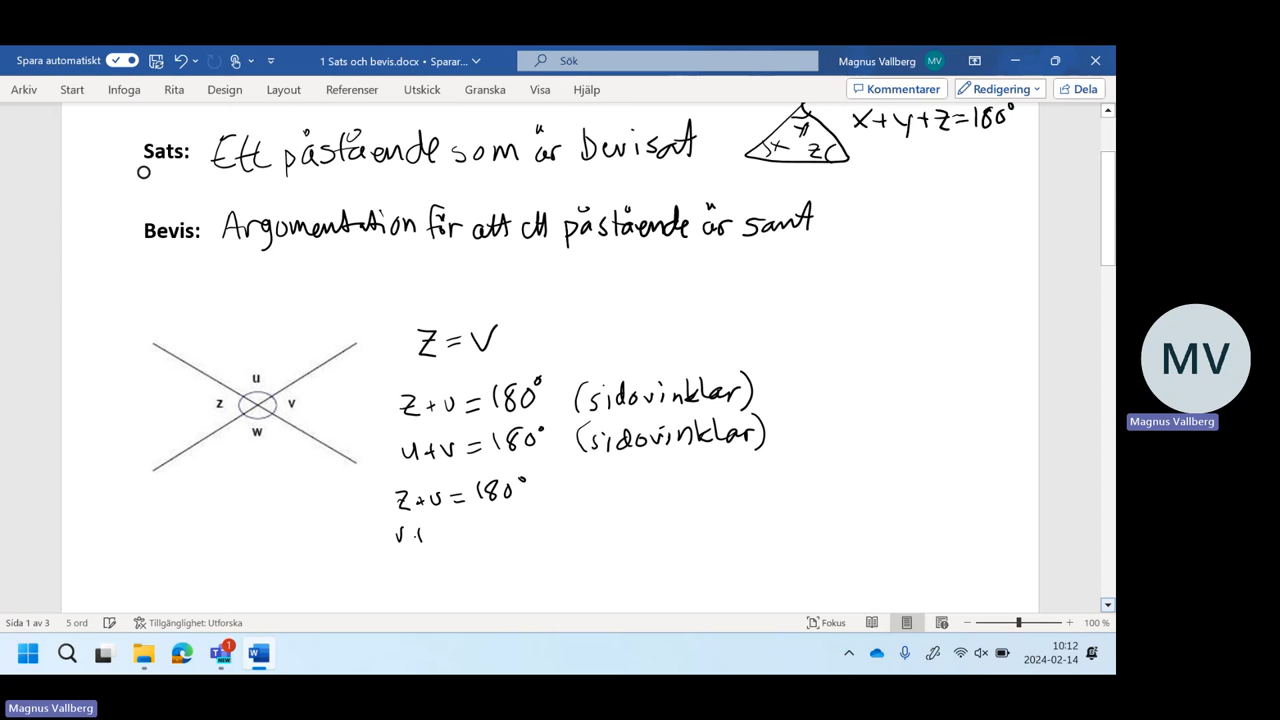 Spara automatiskt
1 Sats och bevis.docx • Sparar...
Sök
Magnus Vallberg MV
Arkiv Start Infoga Rita Design Layout Referenser Utskick Granska Visa Hjälp
Kommentarer Redigering Dela
x+y+z=180°
x y z
Sats: Ett påstående som är bevisat
Bevis: Argumentation för att ett påstående är sant
z = v
u
z v
w
z+u = 180° (sidovinklar)
u+v = 180° (sidovinklar)
z+u = 180°
v +
MV
Magnus Vallberg
Sida 1 av 3 5 ord Tillgänglighet: Utforska
Fokus
100 %
1
NEW
10:12
2024-02-14
Magnus Vallberg